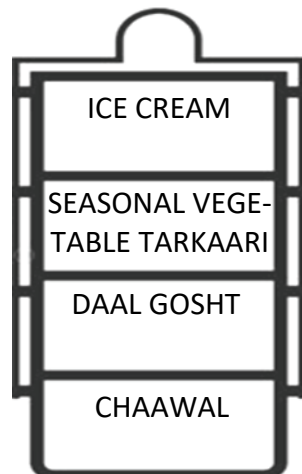 ICE CREAM
SEASONAL VEGE-
TABLE TARKAARI
DAAL GOSHT
CHAAWAL